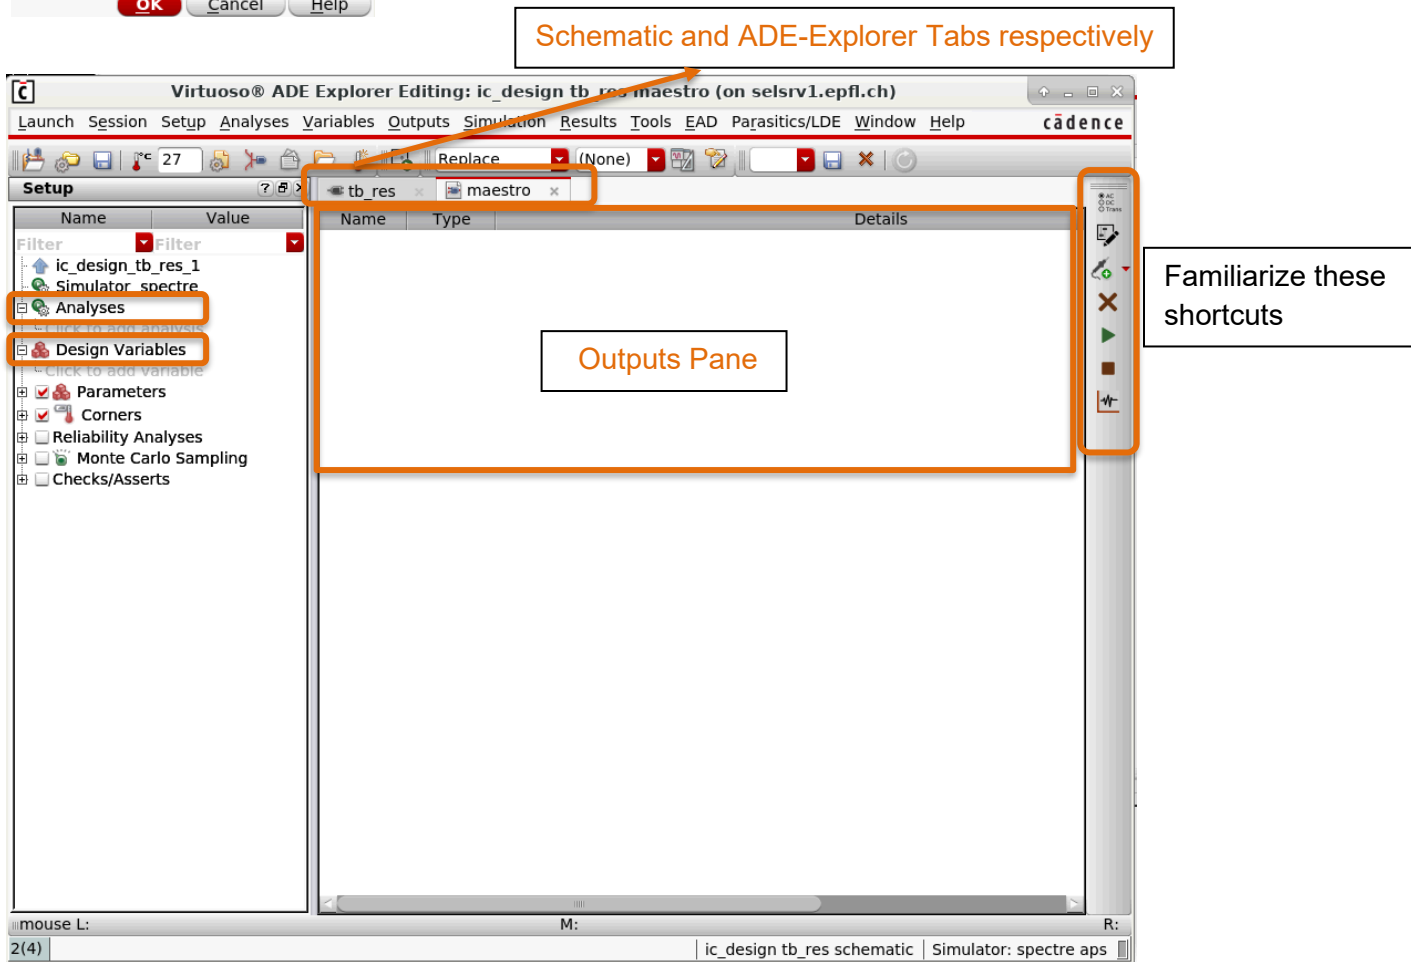 OK Cancel Help
Schematic and ADE-Explorer Tabs respectively
Virtuoso® ADE Explorer Editing: ic_design tb_res maestro (on selsrv1.epfl.ch)
Launch Session Setup Analyses Variables Outputs Simulation Results Tools EAD Parasitics/LDE Window Help cādence
°C 27 Replace (None)
Setup tb_res maestro
AC
DC
Trans
Name Value Name Type Details
Filter Filter
ic_design_tb_res_1
Simulator spectre
Analyses
Click to add analysis
Design Variables
Click to add variable
Parameters
Corners
Reliability Analyses
Monte Carlo Sampling
Checks/Asserts
Outputs Pane
Familiarize these
shortcuts
mouse L: M: R:
2(4) ic_design tb_res schematic Simulator: spectre aps